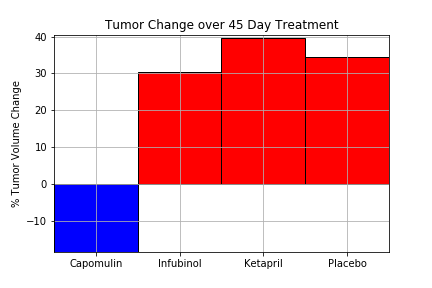 Tumor Change over 45 Day Treatment
% Tumor Volume Change
40
30
20
10
0
−10
Capomulin Infubinol Ketapril Placebo